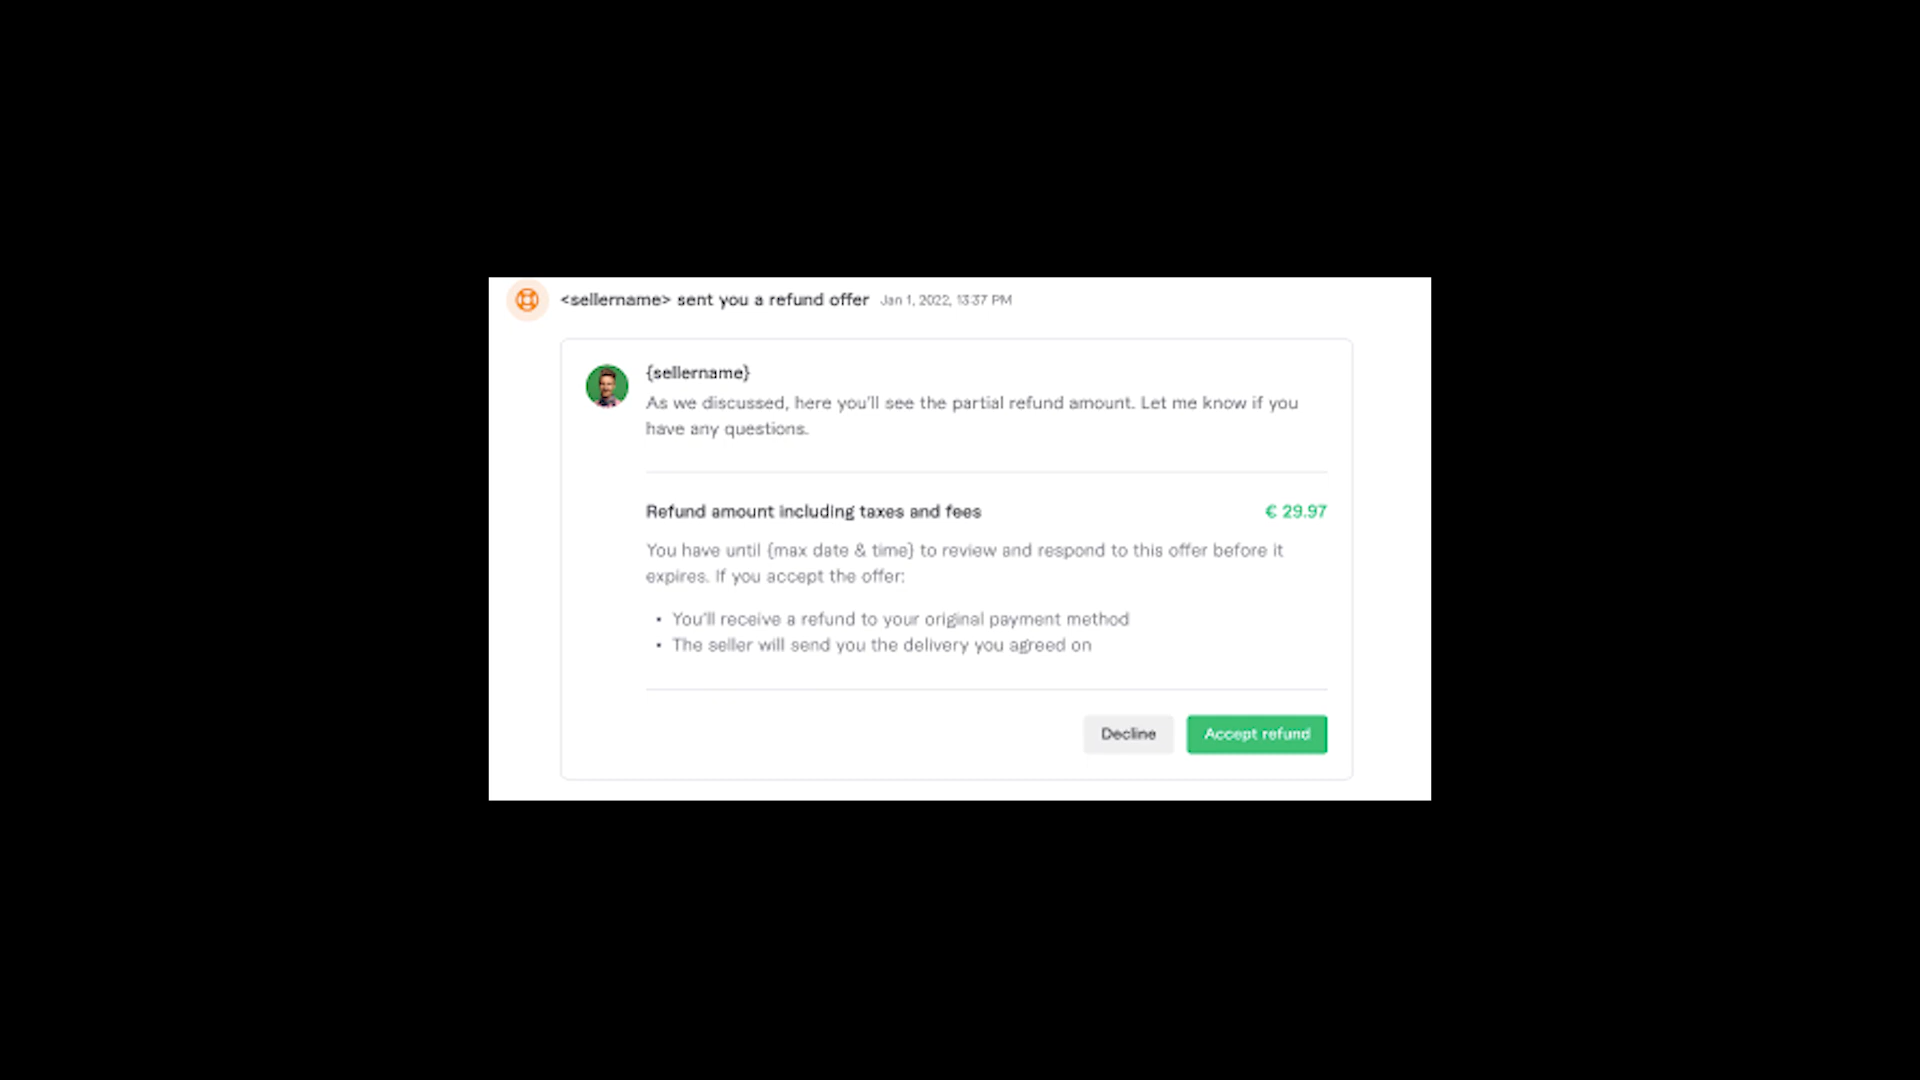 <sellername> sent you a refund offer Jan 1, 2022, 13:37 PM
{sellername}
As we discussed, here you'll see the partial refund amount. Let me know if you
have any questions.
Refund amount including taxes and fees € 29.97
You have until {max date & time} to review and respond to this offer before it
expires. If you accept the offer:
• You'll receive a refund to your original payment method
• The seller will send you the delivery you agreed on
Decline Accept refund